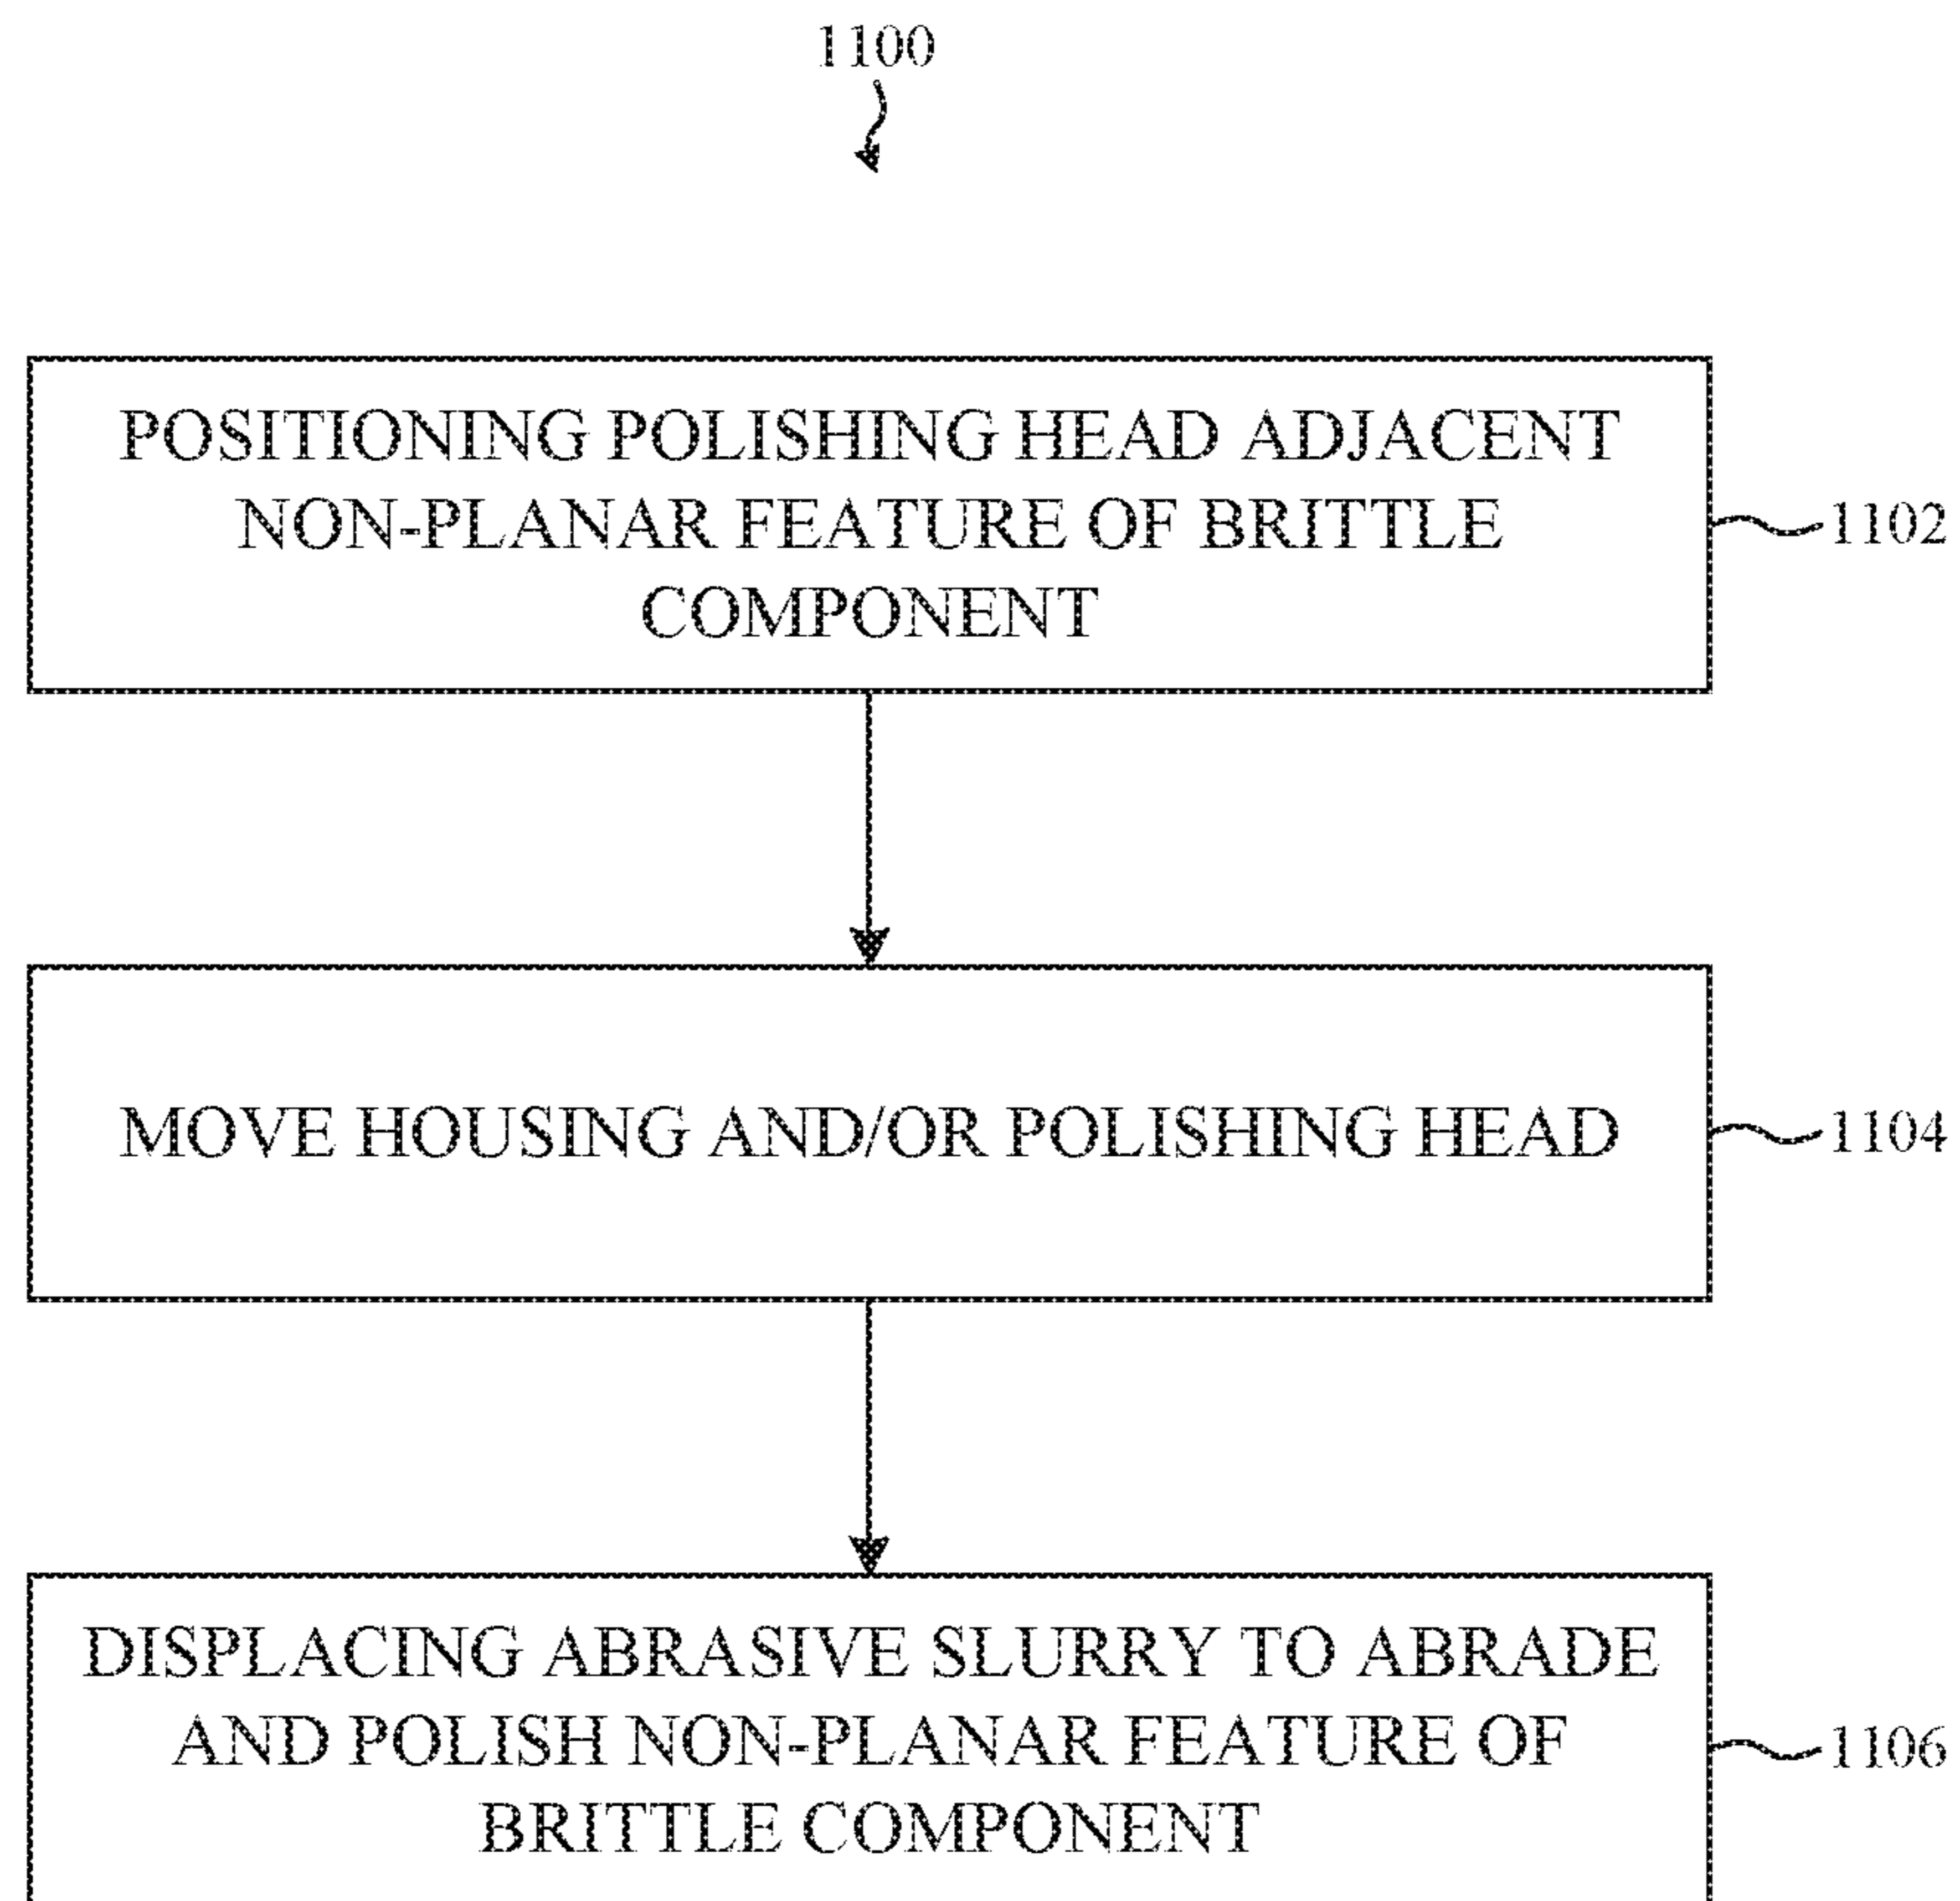 1100
POSITIONING POLISHING HEAD ADJACENT
NON-PLANAR FEATURE OF BRITTLE
COMPONENT
1102
MOVE HOUSING AND/OR POLISHING HEAD
1104
DISPLACING ABRASIVE SLURRY TO ABRADE
AND POLISH NON-PLANAR FEATURE OF
BRITTLE COMPONENT
1106